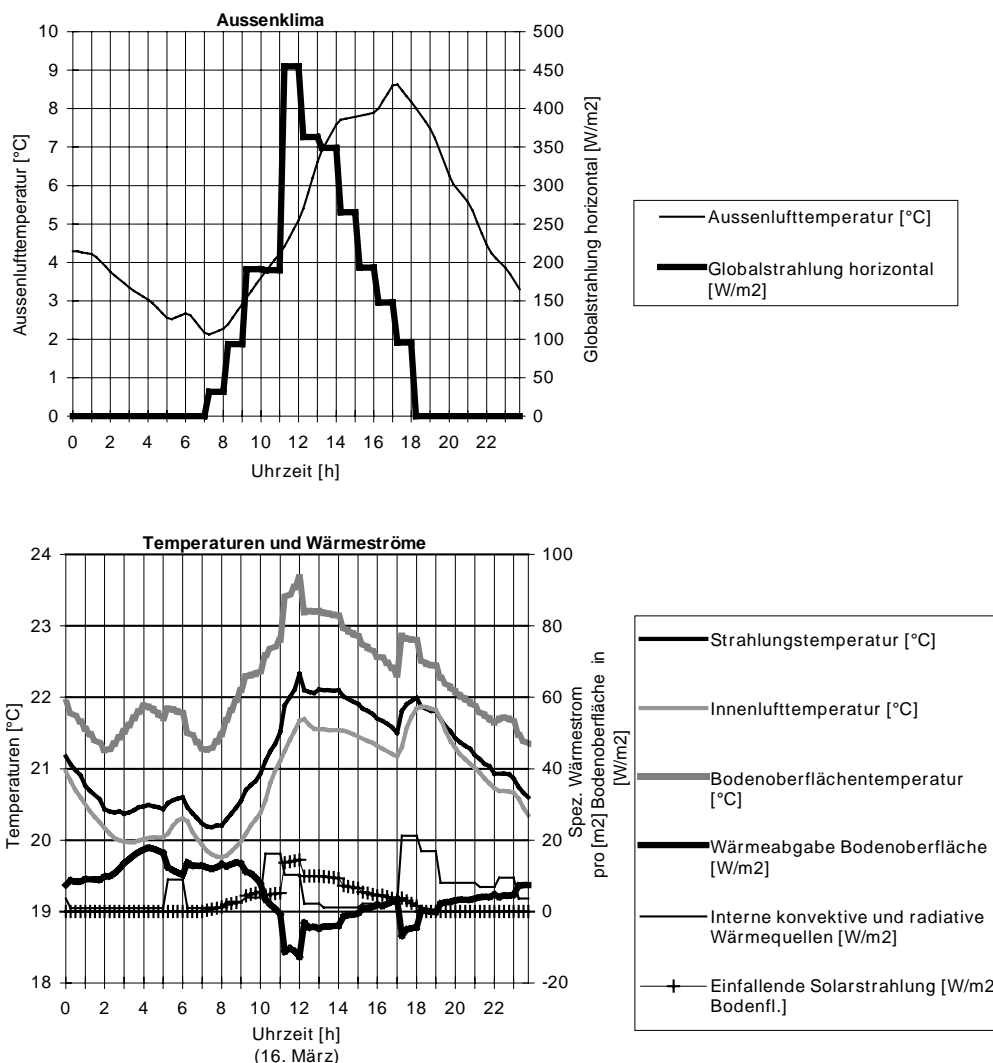 Aussenklima
Aussenlufttemperatur [°C]
10
9
8
7
6
5
4
3
2
1
0
500
450
400
350
300
250
200
150
100
50
0
Globalstrahlung horizontal [W/m2]
0 2 4 6 8 10 12 14 16 18 20 22
Uhrzeit [h]
Aussenlufttemperatur [°C]
Globalstrahlung horizontal
[W/m2]
Temperaturen und Wärmeströme
Temperaturen [°C]
24
23
22
21
20
19
18
100
80
60
40
20
0
-20
Spez. Wärmestrom
pro [m2] Bodenoberfläche in
[W/m2]
0 2 4 6 8 10 12 14 16 18 20 22
Uhrzeit [h]
(16. März)
Strahlungstemperatur [°C]
Innenlufttemperatur [°C]
Bodenoberflächentemperatur
[°C]
Wärmeabgabe Bodenoberfläche
[W/m2]
Interne konvektive und radiative
Wärmequellen [W/m2]
Einfallende Solarstrahlung [W/m2
Bodenfl.]